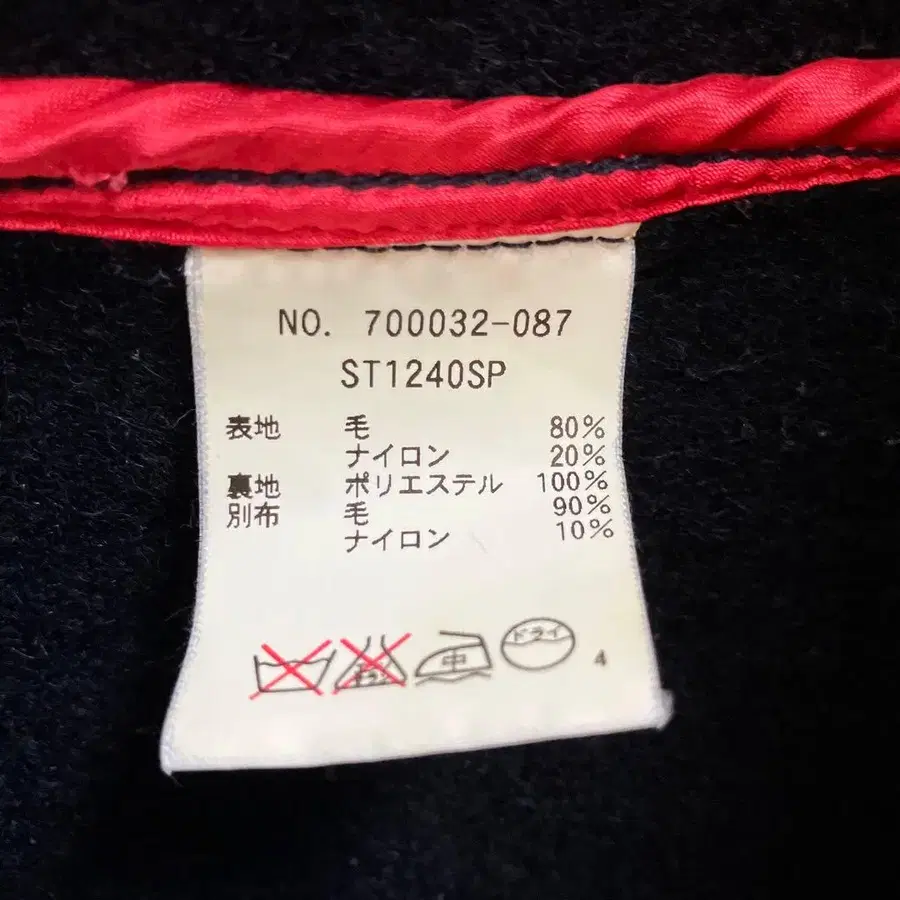 NO. 700032-087
ST1240SP
表地 毛 80%
ナイロン 20%
裏地 ポリエステル 100%
別布 毛 90%
ナイロン 10%
中 ドライ 4